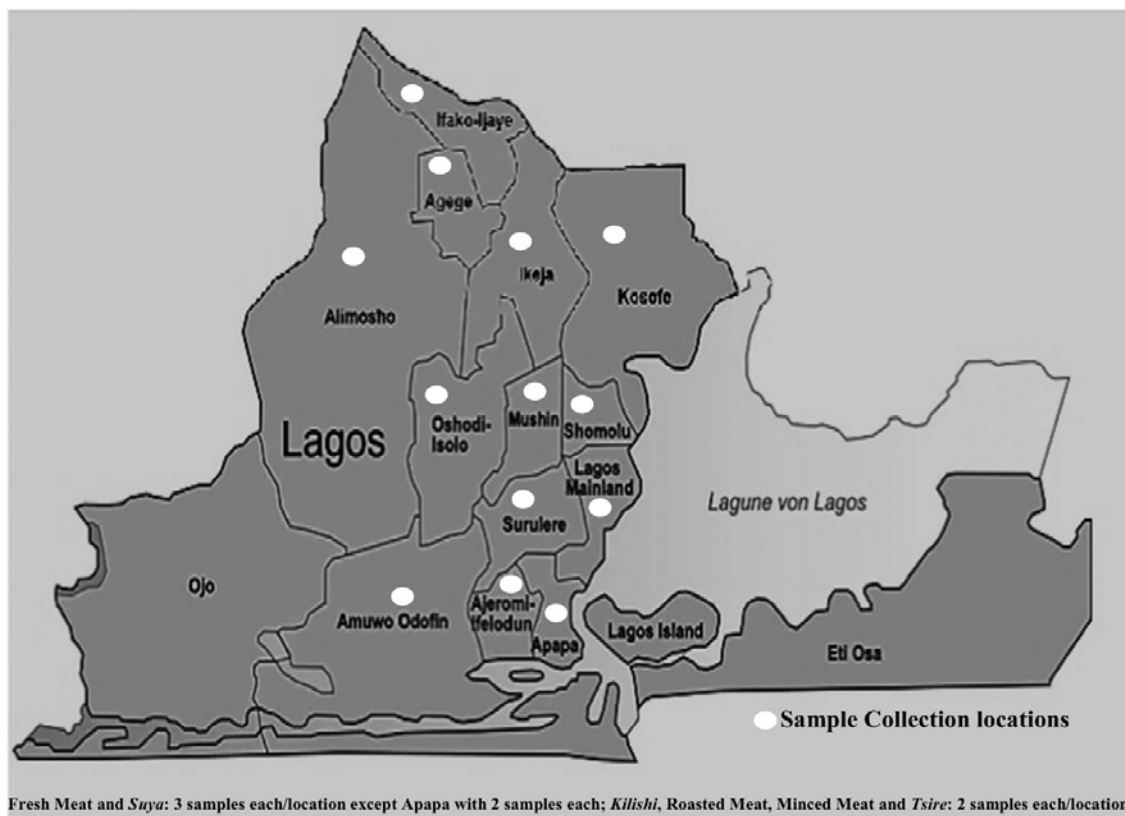 Ifako-Ijaye
Agege
Ikeja
Kosofe
Alimosho
Lagos
Oshodi-
Isolo
Mushin
Shomolu
Lagos
Mainland
Surulere
Lagune von Lagos
Ojo
Amuwo Odofin
Ajeromi-
Ifelodun
Apapa
Lagos Island
Eti Osa
Sample Collection locations
Fresh Meat and Suya: 3 samples each/location except Apapa with 2 samples each; Kilishi, Roasted Meat, Minced Meat and Tsire: 2 samples each/location